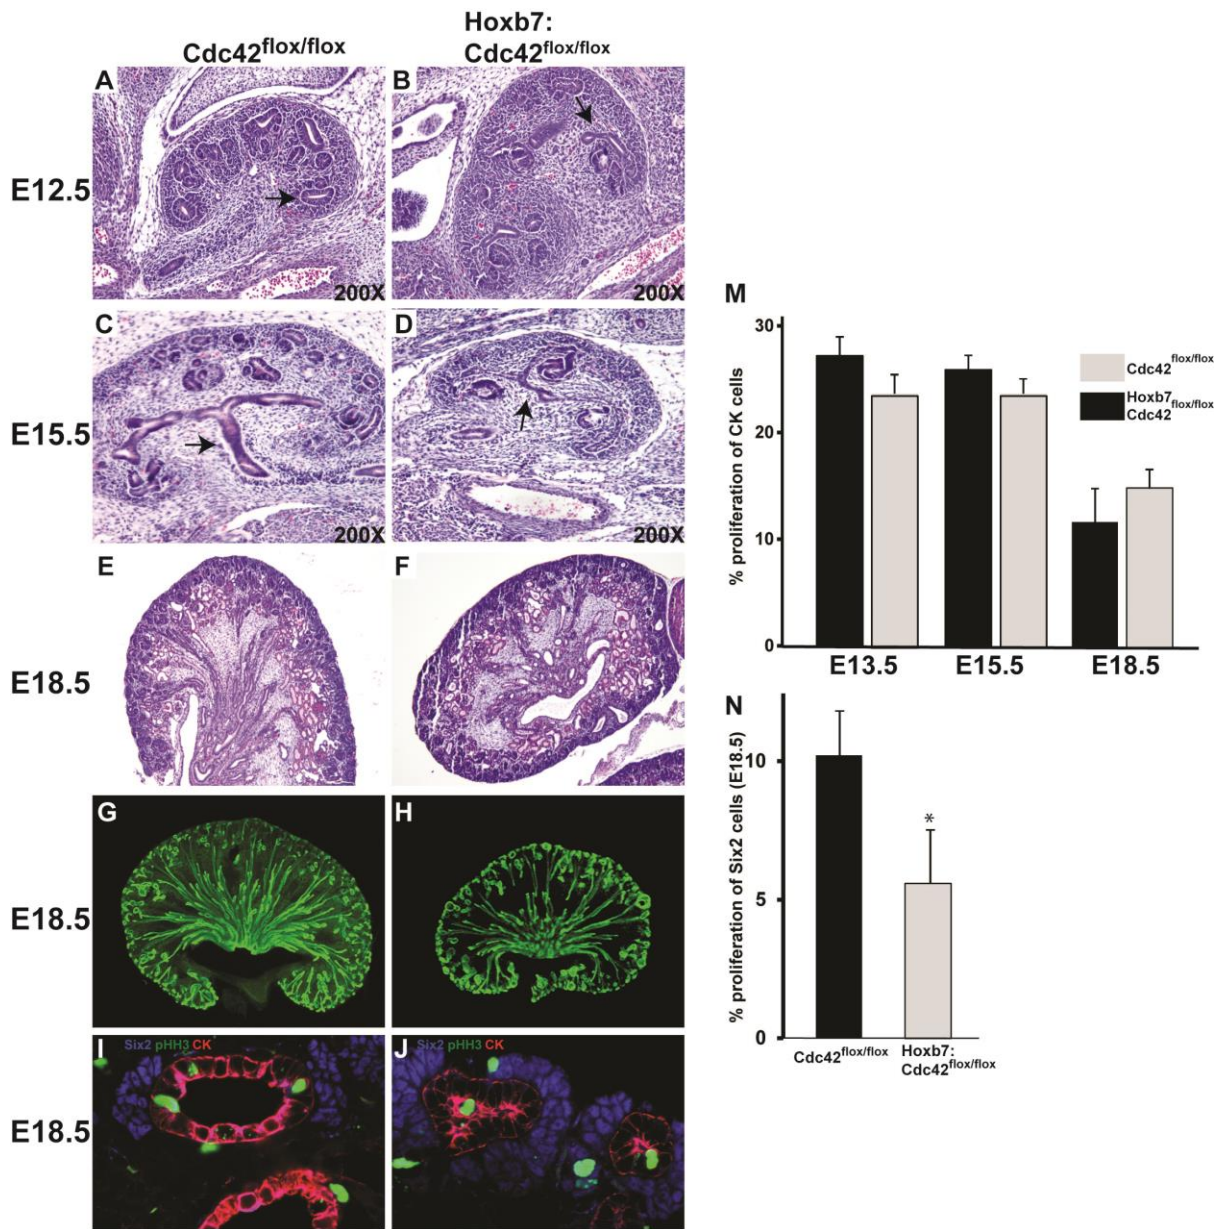 Cdc42flox/flox
Hoxb7:
Cdc42flox/flox
A
B
E12.5
200X
200X
C
D
E15.5
200X
200X
E
F
E18.5
G
H
E18.5
I
Six2 pHH3 CK
J
Six2 pHH3 CK
E18.5
M
% proliferation of CK cells
30
20
10
0
Cdc42flox/flox
Hoxb7
Cdc42flox/flox
E13.5
E15.5
E18.5
N
% proliferation of Six2 cells (E18.5)
10
5
0
*
Cdc42flox/flox
Hoxb7:
Cdc42flox/flox